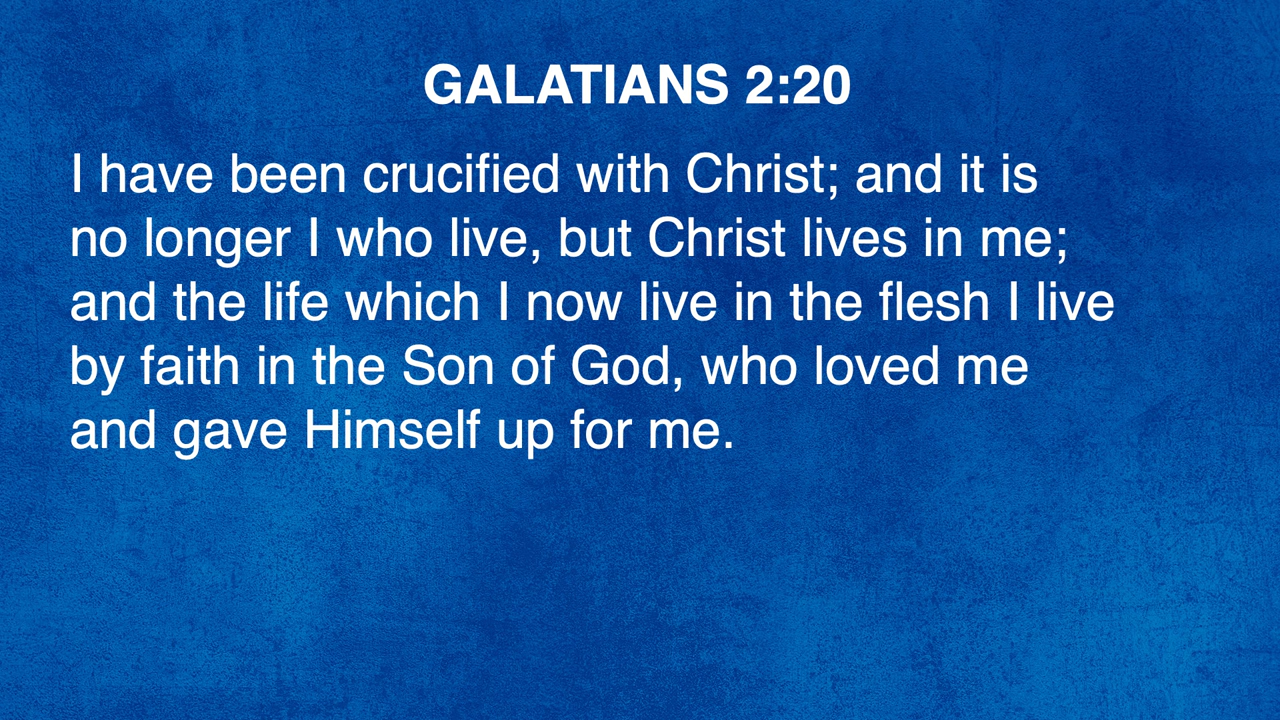 GALATIANS 2:20
I have been crucified with Christ; and it is
no longer I who live, but Christ lives in me;
and the life which I now live in the flesh I live
by faith in the Son of God, who loved me
and gave Himself up for me.